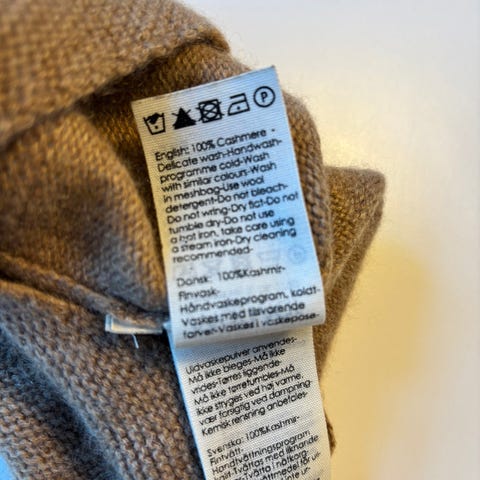 P
English: 100% Cashmere -
Delicate wash-Handwash-
programme cold-Wash
with similar colours-Wash
in meshbag-Use wool
detergent-Do not bleach-
Do not wring-Dry flat-Do not
tumble dry-Do not use
a hot iron, take care using
a steam iron-Dry cleaning
recommended-
Dansk: 100%Kashmir-
Finvask-
Håndvaskeprogram, koldt-
Vaskes med tilsvarende
farver-Vaskes i vaskepose-
Uldvaskepulver anvendes-
Må ikke bleges-Må ikke
vrides-Tørres liggende-
Må ikke tørretumbles-Må
ikke stryges ved høj varme,
vær forsigtig ved dampning-
Kemisk rensning anbefales-
Svenska: 100%Kashmir-
Fintvätt-
Handtvättningsprogram
kallt-Tvättas med liknande